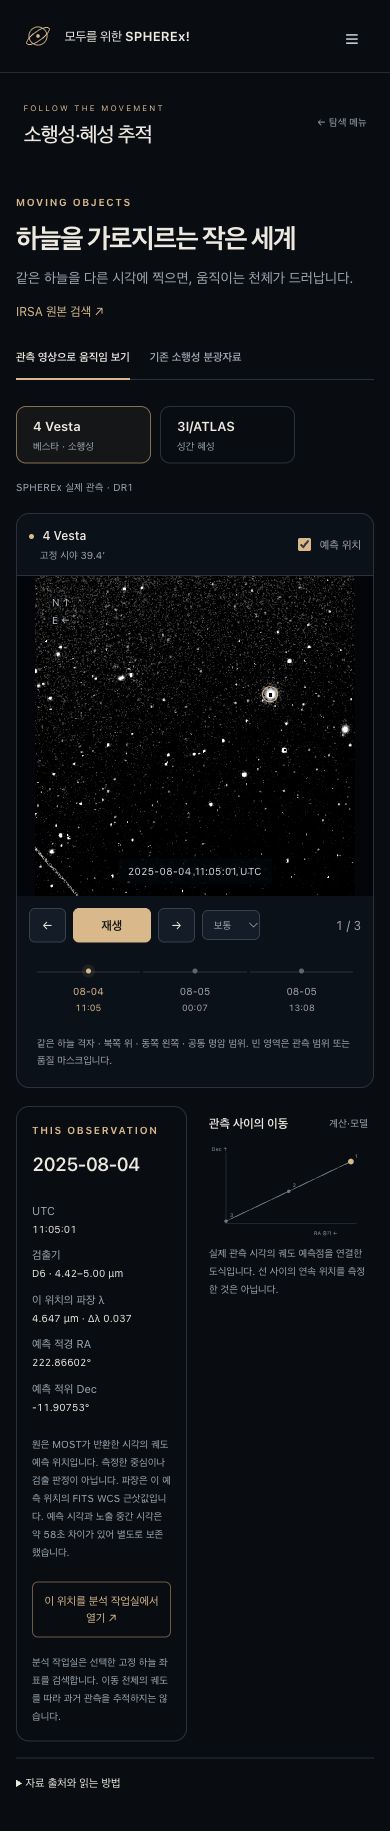 모두를 위한 SPHEREx!
FOLLOW THE MOVEMENT
소행성·혜성 추적
← 탐색 메뉴
MOVING OBJECTS
하늘을 가로지르는 작은 세계
같은 하늘을 다른 시각에 찍으면, 움직이는 천체가 드러납니다.
IRSA 원본 검색 ↗
관측 영상으로 움직임 보기
기존 소행성 분광자료
4 Vesta
베스타 · 소행성
3I/ATLAS
성간 혜성
SPHEREx 실제 관측 · DR1
4 Vesta
고정 시야 39.4′
예측 위치
N ↑
E ←
2025-08-04 11:05:01 UTC
←
재생
→
보통
1 / 3
08-04
11:05
08-05
00:07
08-05
13:08
같은 하늘 격자 · 북쪽 위 · 동쪽 왼쪽 · 공통 명암 범위. 빈 영역은 관측 범위 또는
품질 마스크입니다.
THIS OBSERVATION
2025-08-04
UTC
11:05:01
검출기
D6 · 4.42–5.00 µm
이 위치의 파장 λ
4.647 µm · Δλ 0.037
예측 적경 RA
222.86602°
예측 적위 Dec
-11.90753°
원은 MOST가 반환한 시각의 궤도
예측 위치입니다. 측정한 중심이나
검출 판정이 아닙니다. 파장은 이 예
측 위치의 FITS WCS 근삿값입니
다. 예측 시각과 노출 중간 시각은
약 58초 차이가 있어 별도로 보존
했습니다.
이 위치를 분석 작업실에서
열기 ↗
분석 작업실은 선택한 고정 하늘 좌
표를 검색합니다. 이동 천체의 궤도
를 따라 과거 관측을 추적하지는 않
습니다.
관측 사이의 이동
계산·모델
Dec ↑
1
2
3
RA 증가 ←
실제 관측 시각의 궤도 예측점을 연결한
도식입니다. 선 사이의 연속 위치를 측정
한 것은 아닙니다.
▶ 자료 출처와 읽는 방법